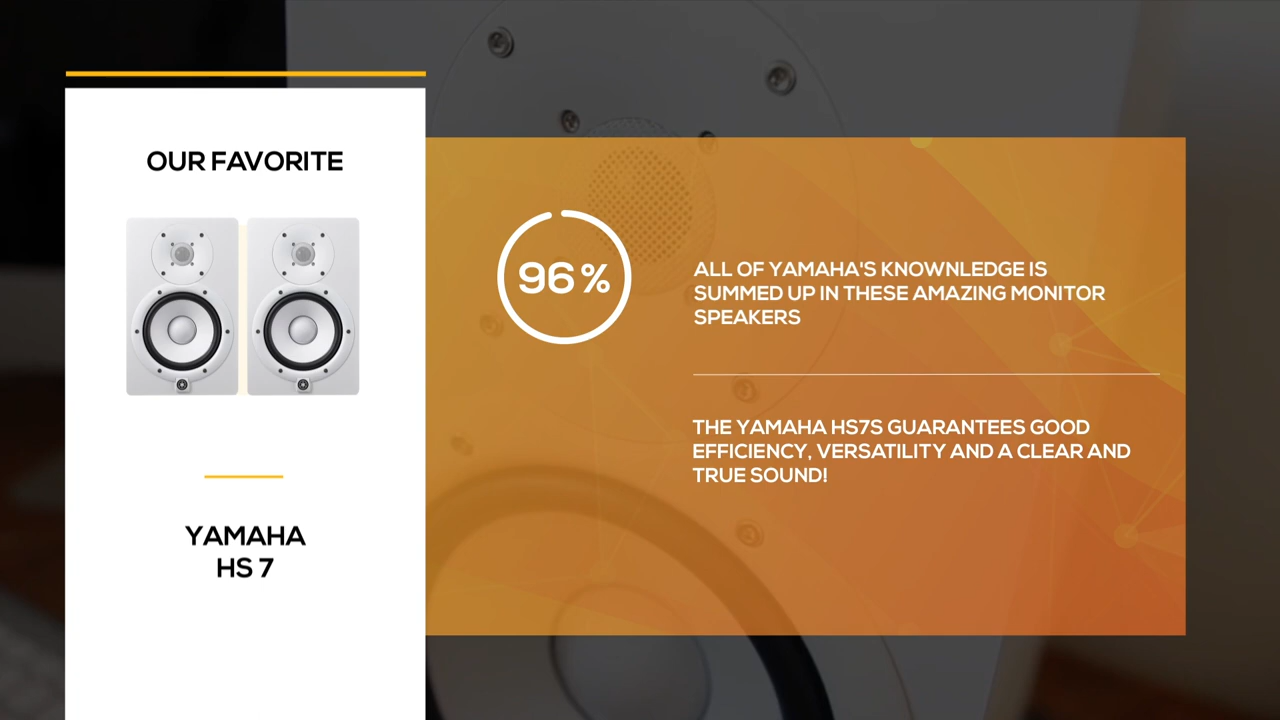 OUR FAVORITE
YAMAHA
HS 7
96%
ALL OF YAMAHA'S KNOWNLEDGE IS
SUMMED UP IN THESE AMAZING MONITOR
SPEAKERS
THE YAMAHA HS7S GUARANTEES GOOD
EFFICIENCY, VERSATILITY AND A CLEAR AND
TRUE SOUND!